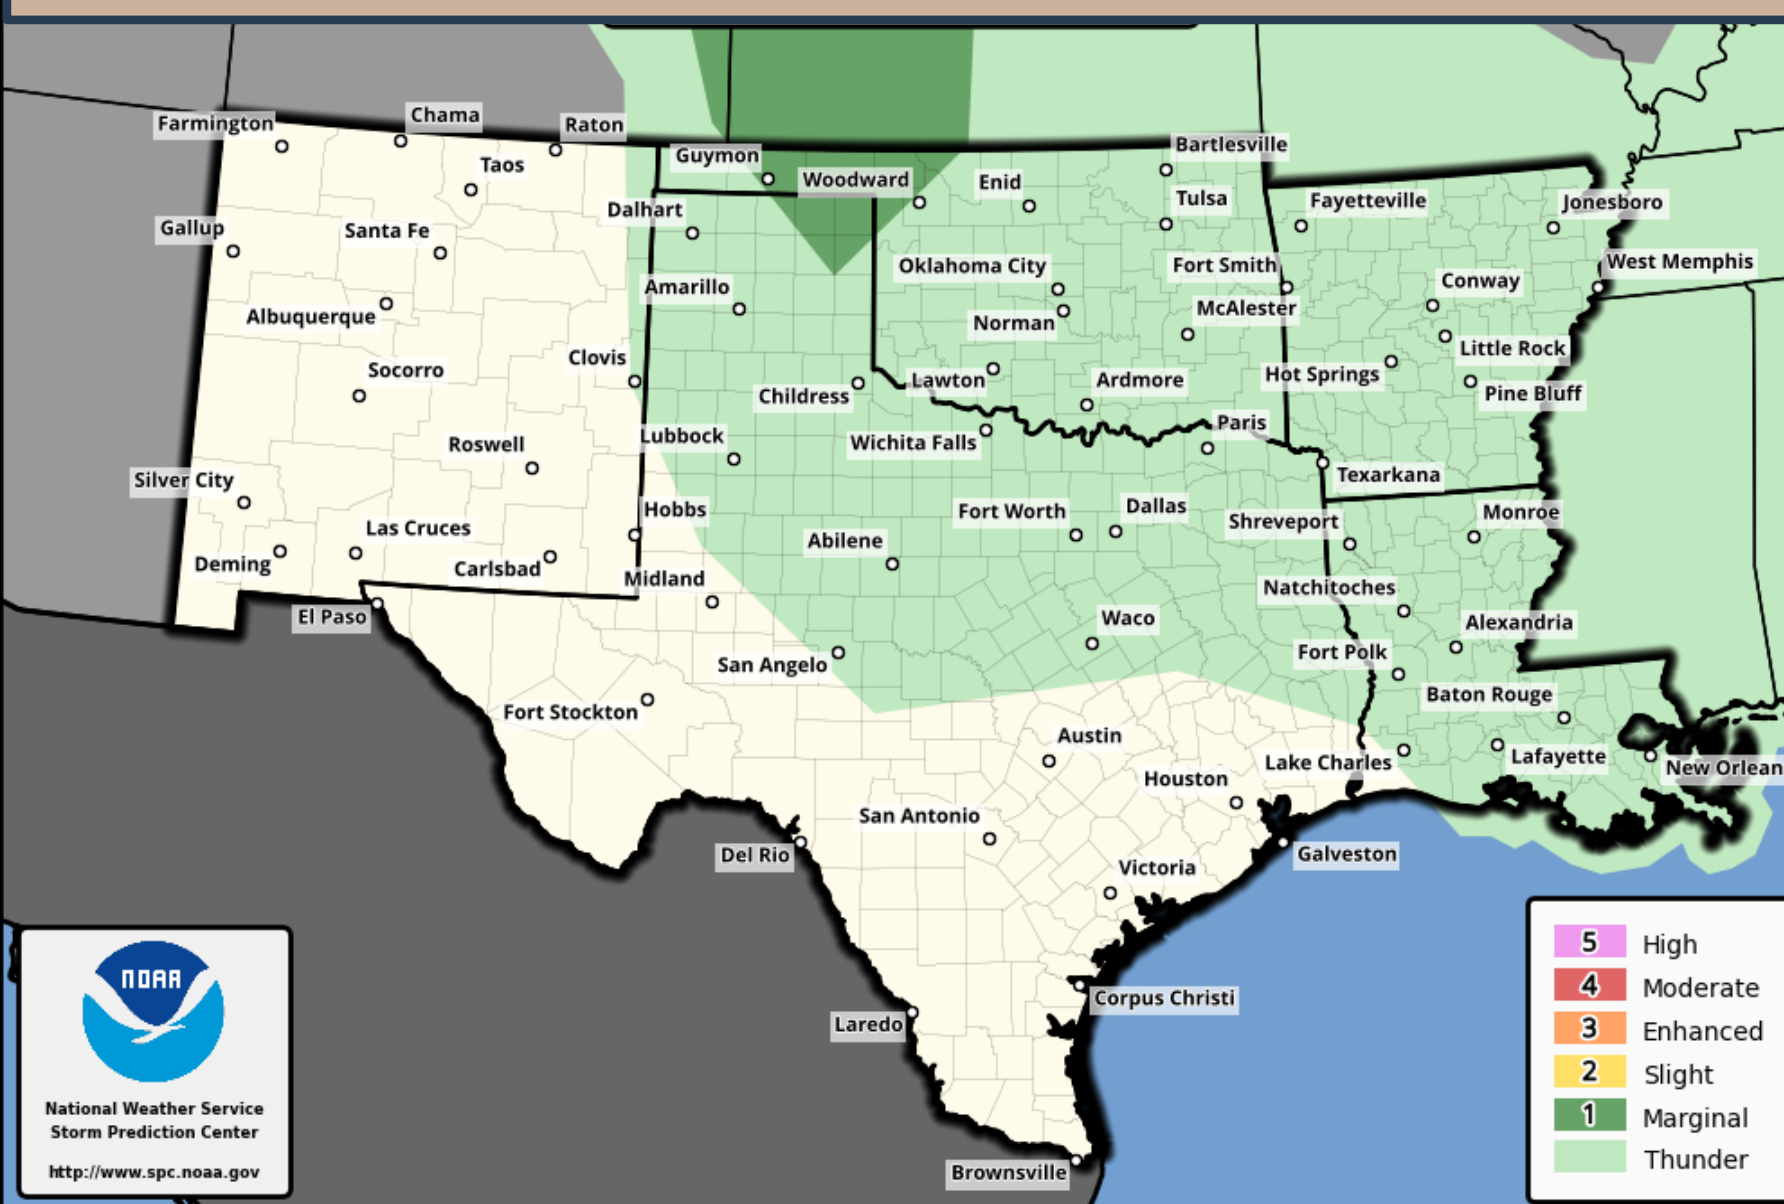 Farmington
Chama
Raton
Taos
Guymon
Woodward
Enid
Bartlesville
Tulsa
Fayetteville
Jonesboro
Gallup
Santa Fe
Dalhart
Oklahoma City
Fort Smith
West Memphis
Amarillo
Conway
Albuquerque
Norman
McAlester
Little Rock
Socorro
Clovis
Childress
Lawton
Ardmore
Hot Springs
Pine Bluff
Roswell
Lubbock
Wichita Falls
Paris
Texarkana
Silver City
Hobbs
Fort Worth
Dallas
Shreveport
Monroe
Las Cruces
Deming
Carlsbad
Midland
Abilene
Natchitoches
El Paso
San Angelo
Waco
Fort Polk
Alexandria
Fort Stockton
Baton Rouge
Austin
Lake Charles
Lafayette
New Orlean
Houston
San Antonio
Del Rio
Galveston
Victoria
Corpus Christi
Laredo
Brownsville
NOAA
National Weather Service
Storm Prediction Center
http://www.spc.noaa.gov
5 High
4 Moderate
3 Enhanced
2 Slight
1 Marginal
Thunder